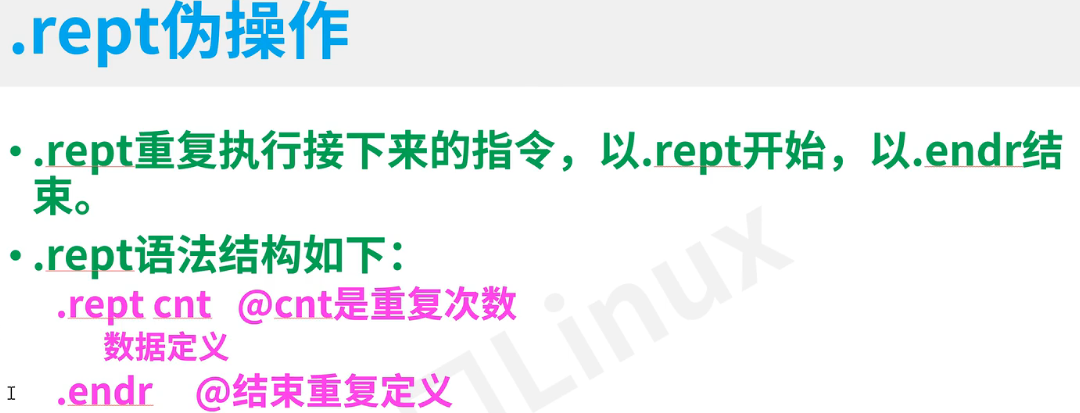 .rept伪操作
• .rept重复执行接下来的指令，以.rept开始，以.endr结
束。
• .rept语法结构如下：
.rept cnt @cnt是重复次数
数据定义
.endr @结束重复定义
Linux